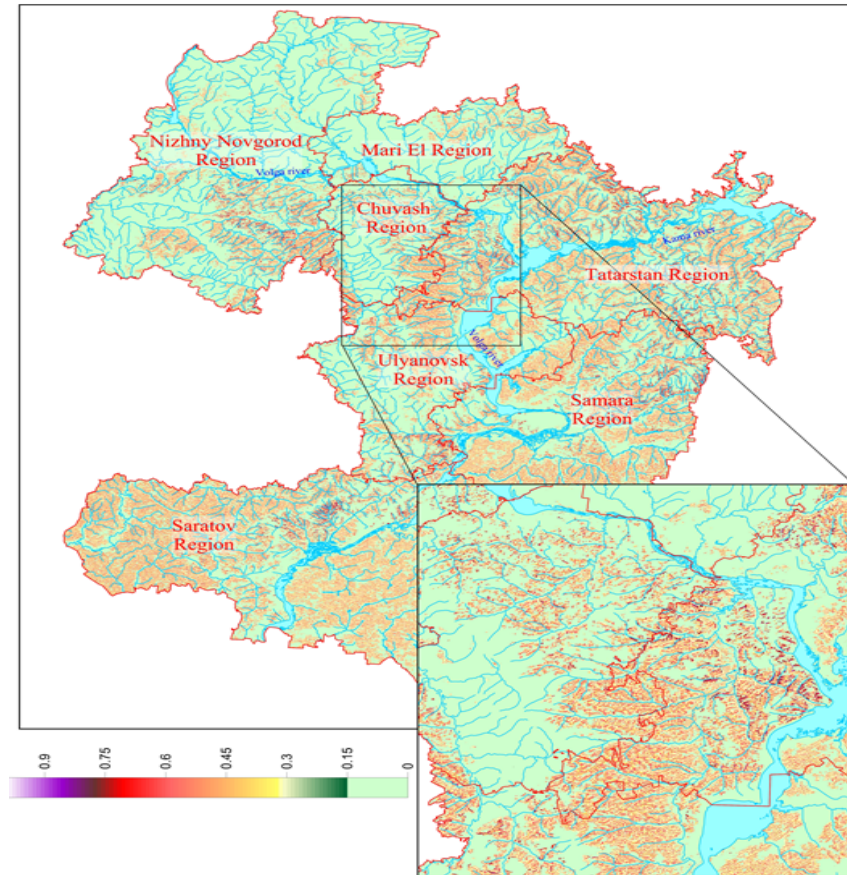 Nizhny Novgorod
Region
Volga river
Mari El Region
Chuvash
Region
Kama river
Tatarstan Region
Volga river
Ulyanovsk
Region
Samara
Region
Saratov
Region
0.9
0.75
0.6
0.45
0.3
0.15
0